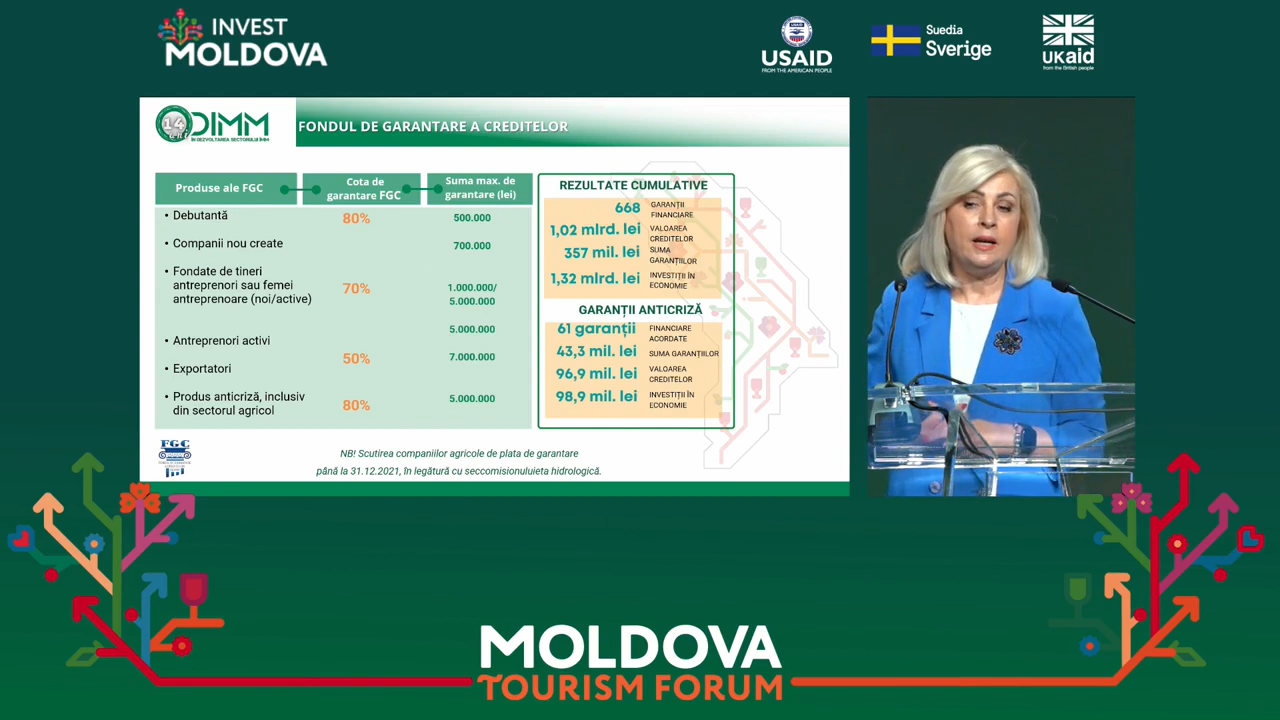 INVEST
MOLDOVA
USAID
FROM THE AMERICAN PEOPLE
Suedia
Sverige
UKaid
from the British people
14
ani
ODIMM
ÎN DEZVOLTAREA SECTORULUI ÎMM
FONDUL DE GARANTARE A CREDITELOR
Produse ale FGC
Cota de
garantare FGC
Suma max. de
garantare (lei)
• Debutantă
80%
500.000
• Companii nou create
700.000
• Fondate de tineri
antreprenori sau femei
antreprenoare (noi/active)
70%
1.000.000/
5.000.000
5.000.000
• Antreprenori activi
50%
7.000.000
• Exportatori
• Produs anticriză, inclusiv
din sectorul agricol
80%
5.000.000
REZULTATE CUMULATIVE
668 GARANȚII
FINANCIARE
1,02 mlrd. lei VALOAREA
CREDITELOR
357 mil. lei SUMA
GARANȚIILOR
1,32 mlrd. lei INVESTIȚII ÎN
ECONOMIE
GARANȚII ANTICRIZĂ
61 garanții FINANCIARE
ACORDATE
43,3 mil. lei SUMA GARANȚIILOR
96,9 mil. lei VALOAREA
CREDITELOR
98,9 mil. lei INVESTIȚII ÎN
ECONOMIE
FGC
NB! Scutirea companiilor agricole de plata de garantare
până la 31.12.2021, în legătură cu seccomisionuluieta hidrologică.
MOLDOVA
TOURISM FORUM